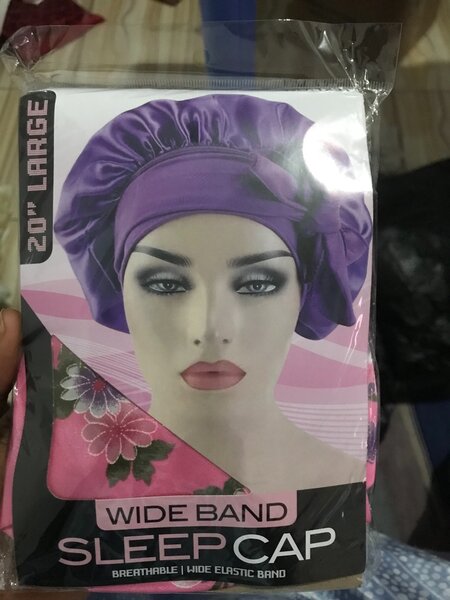 20" LARGE
WIDE BAND
SLEEP CAP
BREATHABLE | WIDE ELASTIC BAND